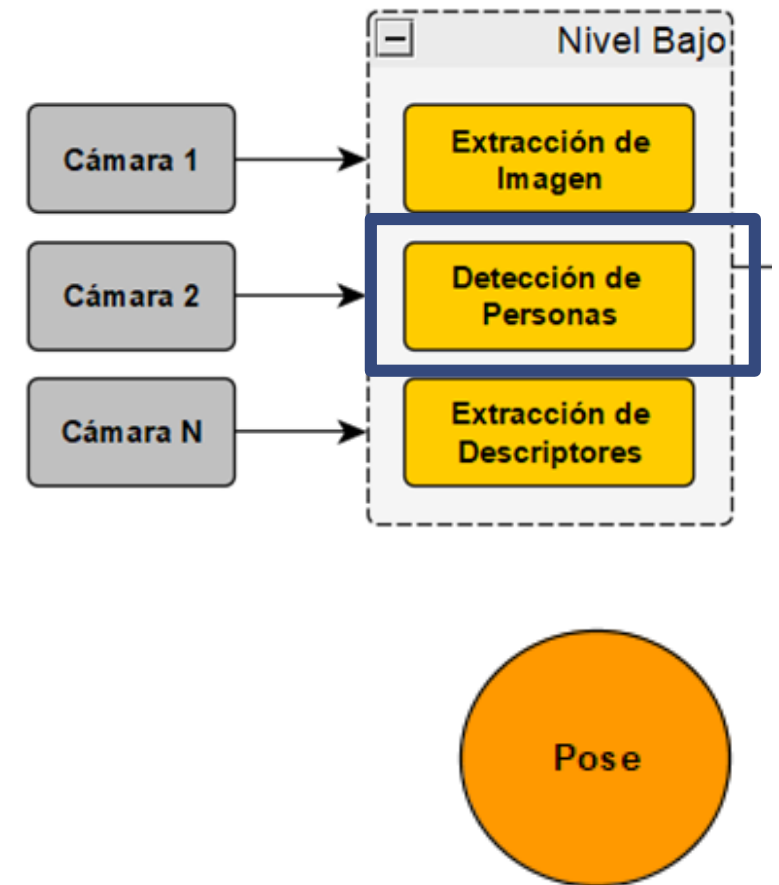 Nivel Bajo
Cámara 1
Extracción de
Imagen
Cámara 2
Detección de
Personas
Cámara N
Extracción de
Descriptores
Pose